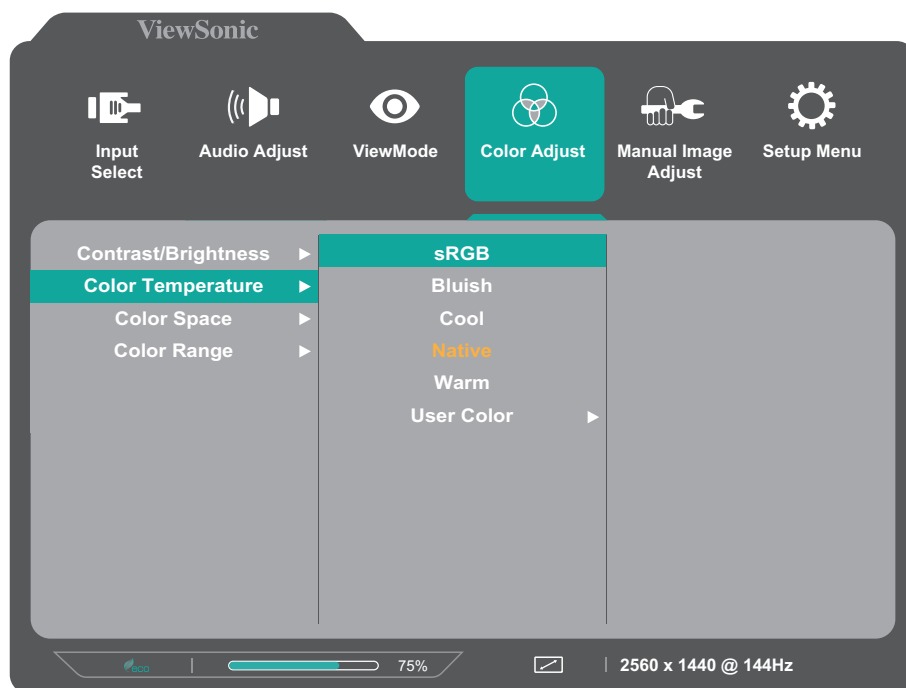 ViewSonic
Input
Select
Audio Adjust
ViewMode
Color Adjust
Manual Image
Adjust
Setup Menu
Contrast/Brightness
Color Temperature
Color Space
Color Range
sRGB
Bluish
Cool
Native
Warm
User Color
eco
75%
2560 x 1440 @ 144Hz